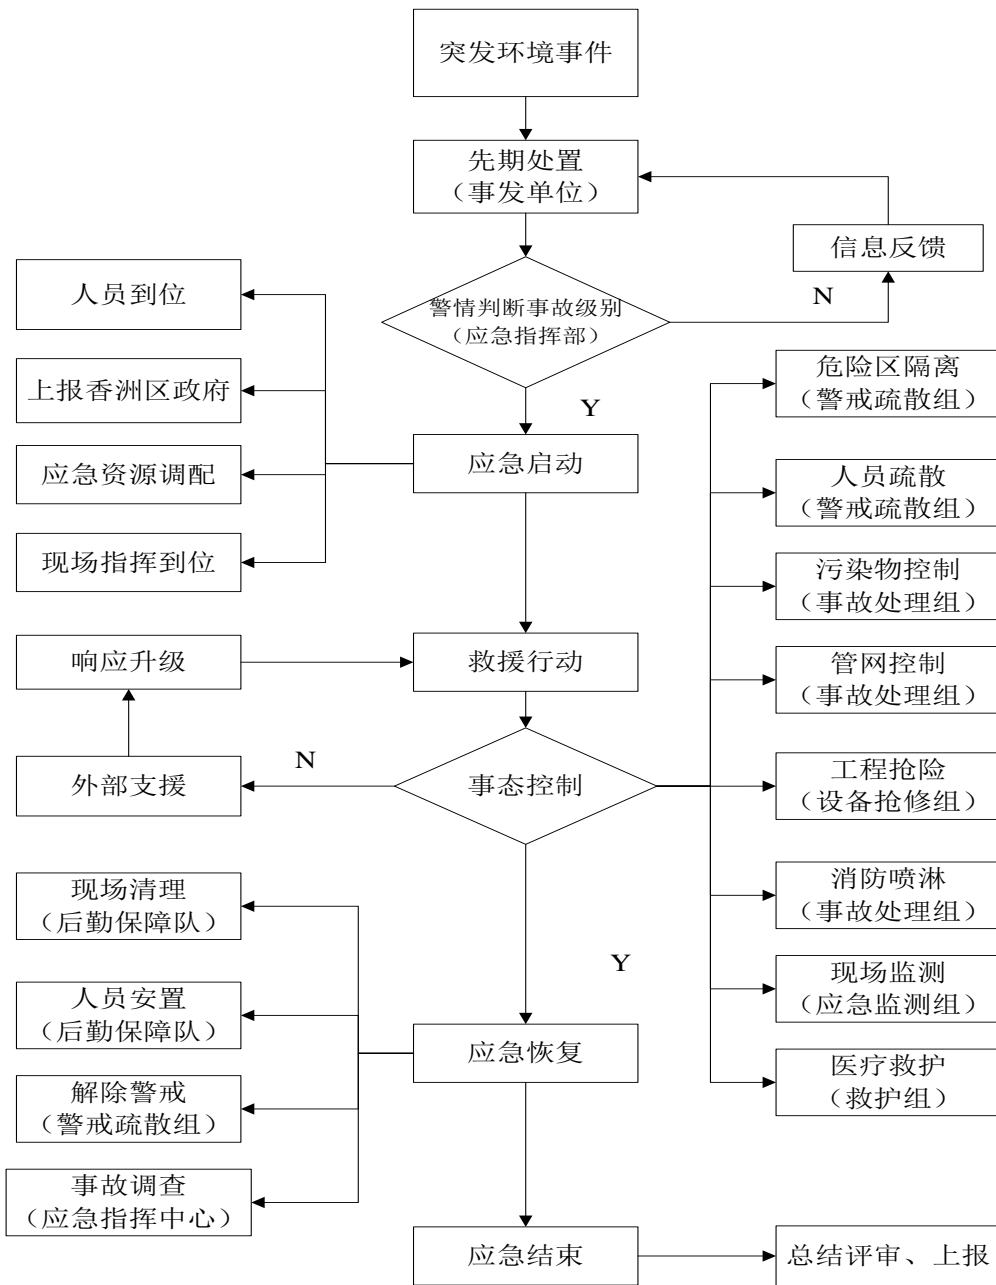 突发环境事件
先期处置
（事发单位）
信息反馈
人员到位
警情判断事故级别
（应急指挥部）
N
上报香洲区政府
危险区隔离
（警戒疏散组）
Y
应急资源调配
应急启动
人员疏散
（警戒疏散组）
现场指挥到位
污染物控制
（事故处理组）
响应升级
救援行动
管网控制
（事故处理组）
外部支援
N
事态控制
工程抢险
（设备抢修组）
现场清理
（后勤保障队）
消防喷淋
（事故处理组）
Y
人员安置
（后勤保障队）
现场监测
（应急监测组）
应急恢复
解除警戒
（警戒疏散组）
医疗救护
（救护组）
事故调查
（应急指挥中心）
应急结束
总结评审、上报